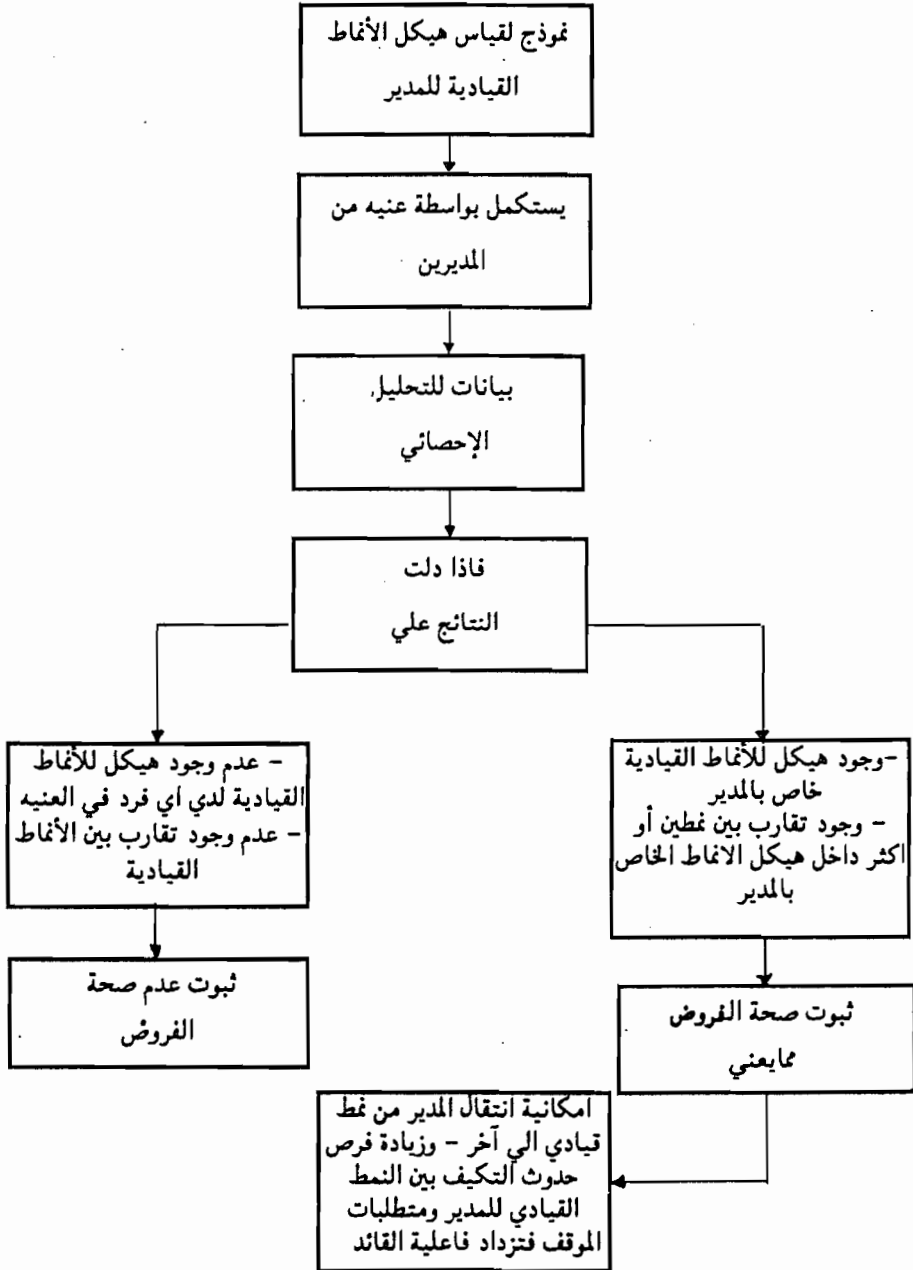 نموذج لقياس هيكل الأنماط
القيادية للمدير
يستكمل بواسطة عنيه من
المديرين
بيانات للتحليل
الإحصائي
فاذا دلت
النتائج علي
-وجود هيكل للأنماط القيادية
خاص بالمدير
- وجود تقارب بين نمطين أو
اكثر داخل هيكل الانماط الخاص
بالمدير
- عدم وجود هيكل للأنماط
القيادية لدي اي فرد في العنيه
- عدم وجود تقارب بين الأنماط
القيادية
ثبوت صحة الفروض
ممايعني
ثبوت عدم صحة
الفروض
امكانية انتقال المدير من نمط
قيادي الي آخر - وزيادة فرص
حدوث التكيف بين النمط
القيادي للمدير ومتطلبات
الموقف فتزداد فاعلية القائد